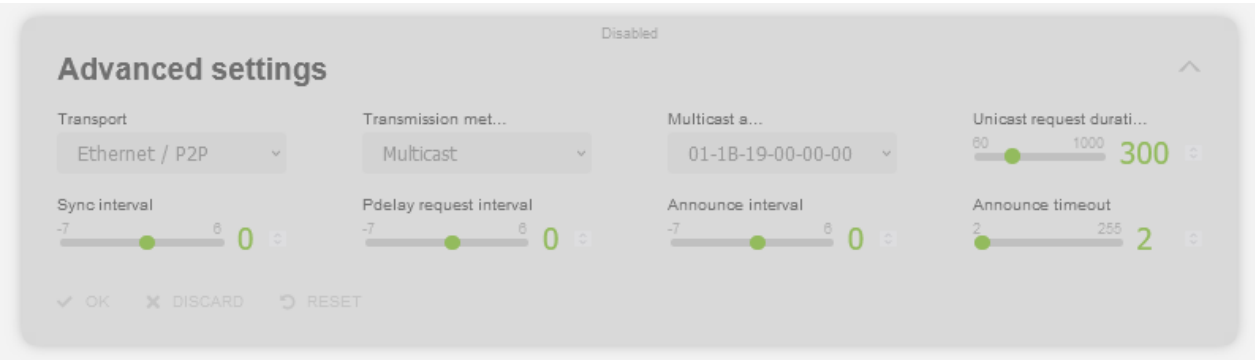 Disabled
Advanced settings
Transport Transmission met... Multicast a... Unicast request durati...
Ethernet / P2P Multicast 01-1B-19-00-00-00 60 1000 300
Sync interval Pdelay request interval Announce interval Announce timeout
-7 6 0 -7 6 0 -7 6 0 2 255 2
OK DISCARD RESET